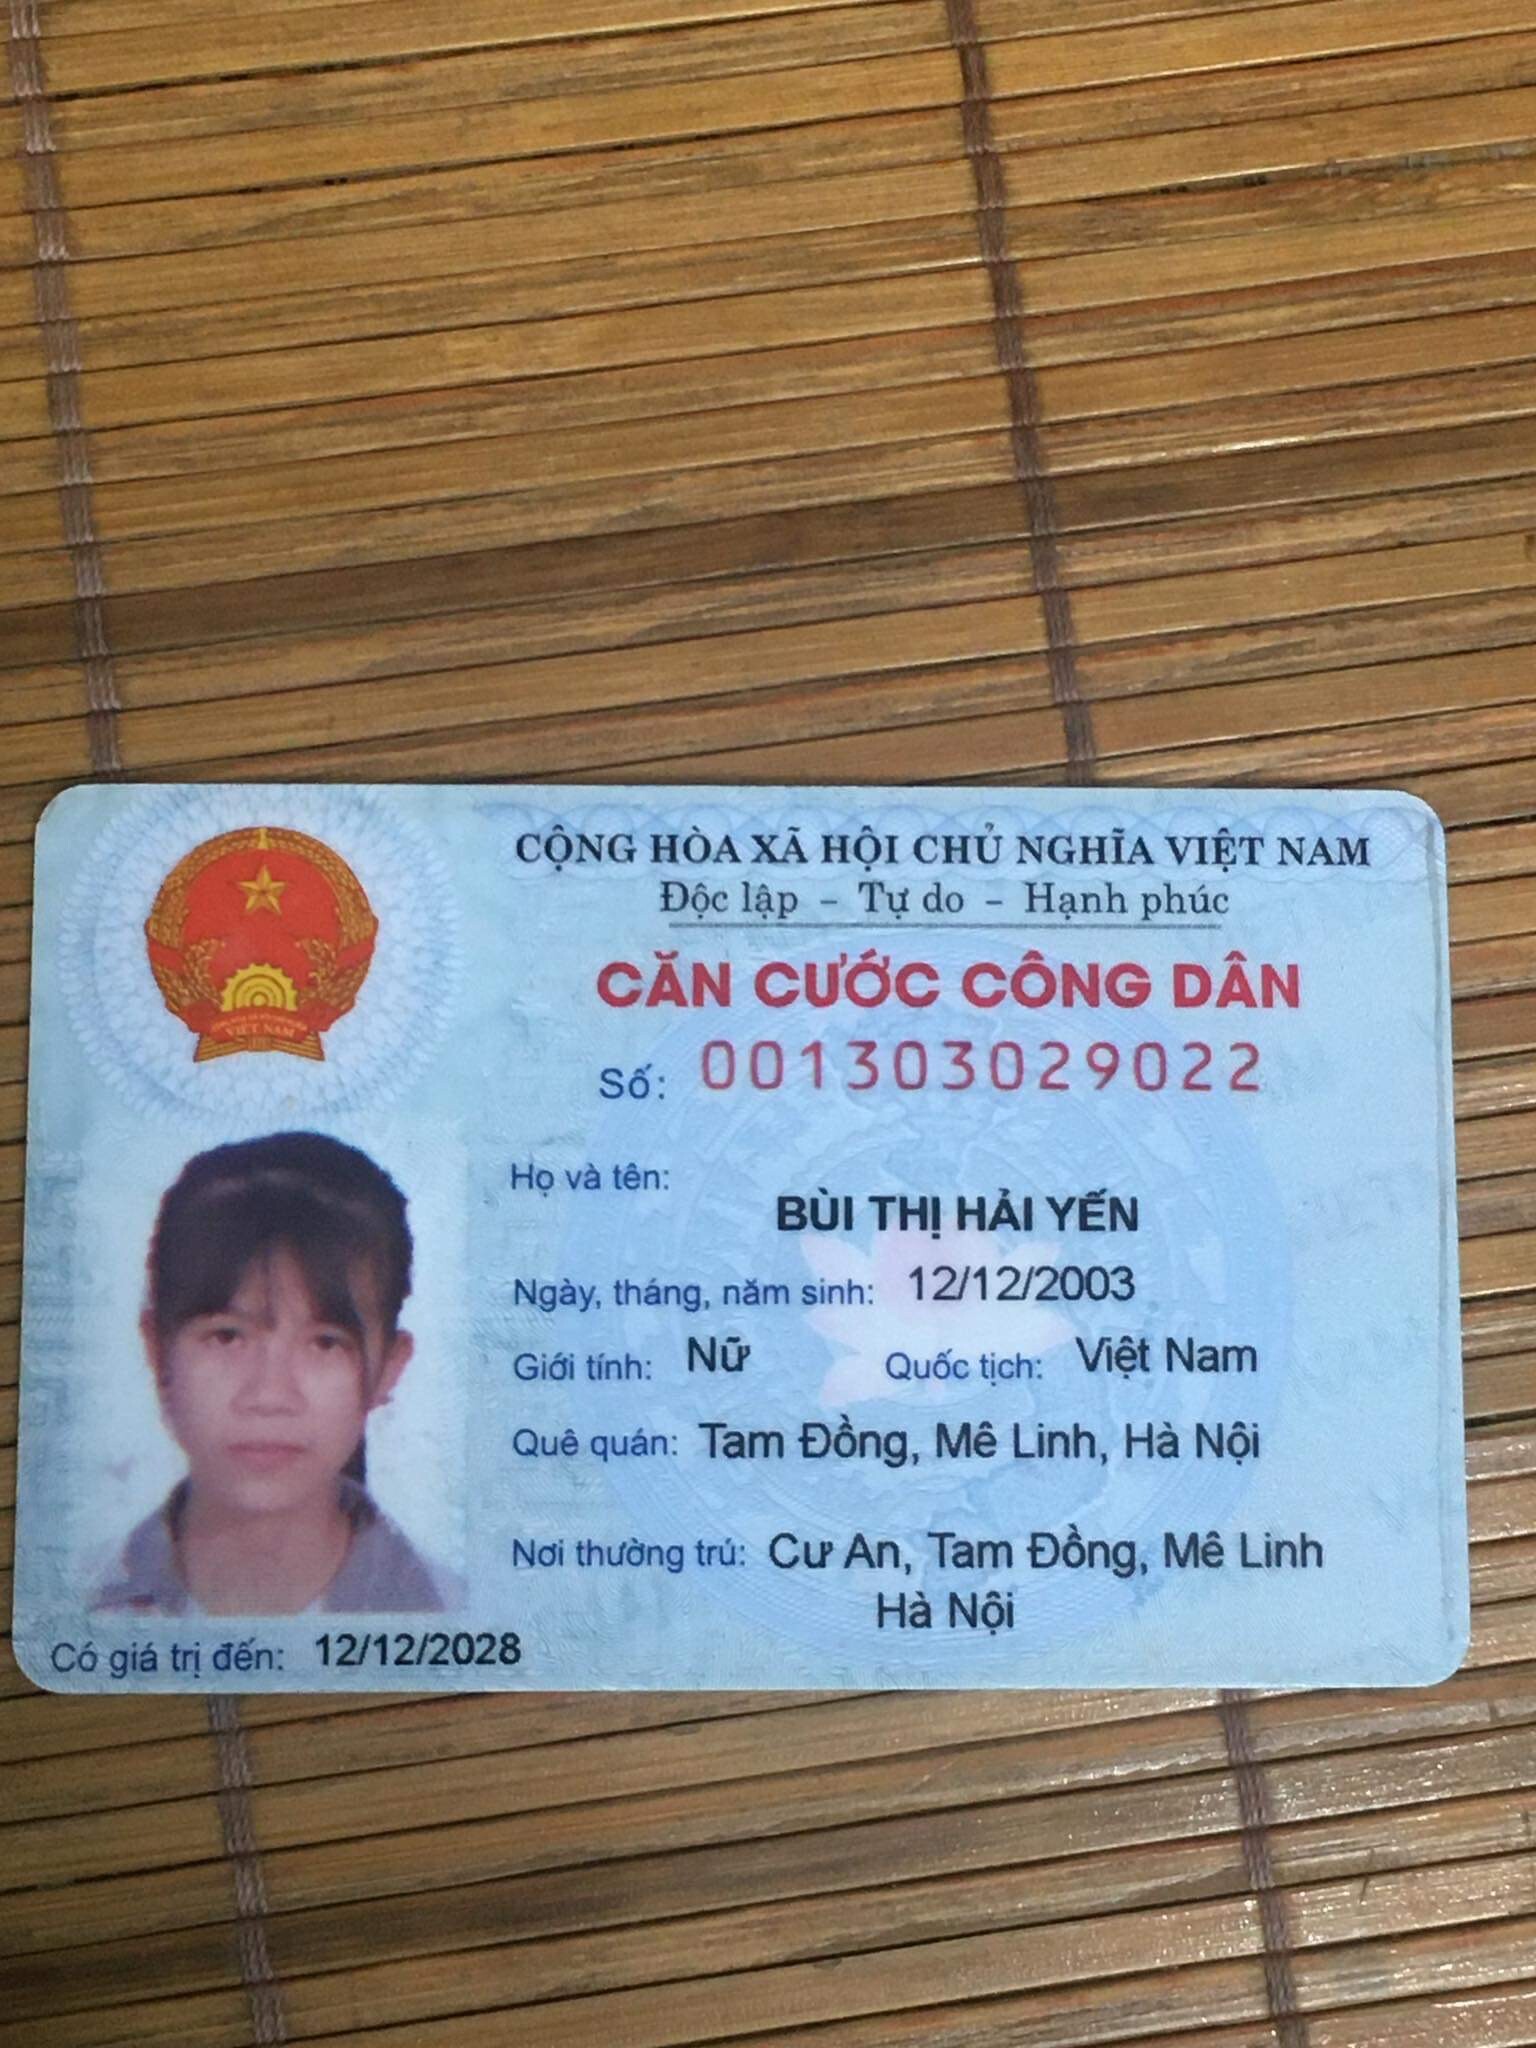 CỘNG HÒA XÃ HỘI CHỦ NGHĨA VIỆT NAM
Độc lập – Tự do – Hạnh phúc
CĂN CƯỚC CÔNG DÂN
Số: 001303029022
Họ và tên:
BÙI THỊ HẢI YẾN
Ngày, tháng, năm sinh: 12/12/2003
Giới tính: Nữ Quốc tịch: Việt Nam
Quê quán: Tam Đồng, Mê Linh, Hà Nội
Nơi thường trú: Cư An, Tam Đồng, Mê Linh
Hà Nội
Có giá trị đến: 12/12/2028
VIỆT NAM